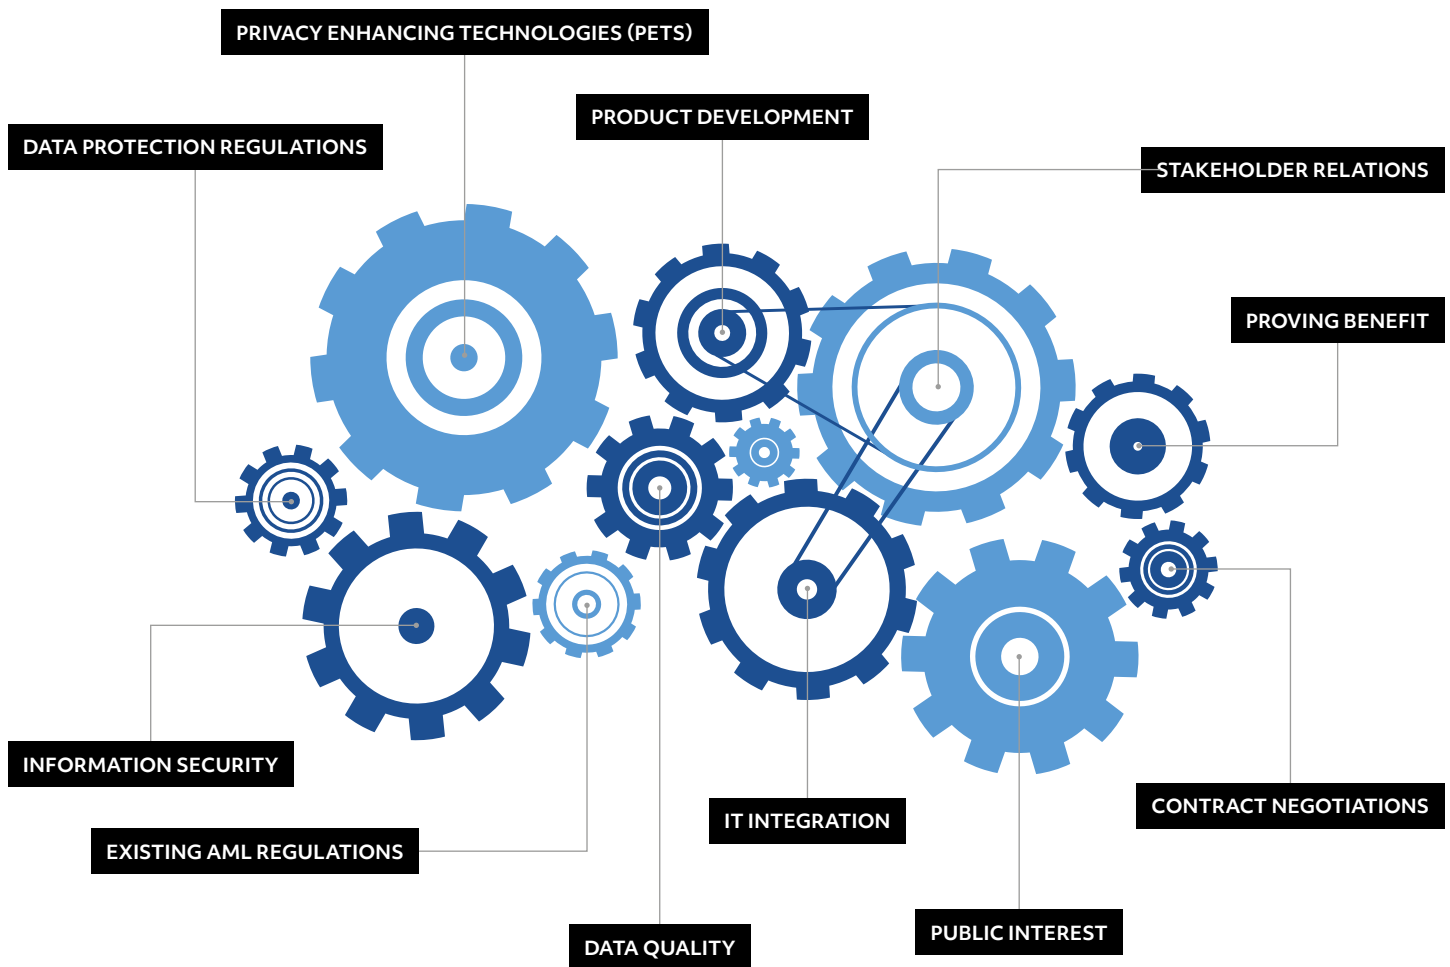 PRIVACY ENHANCING TECHNOLOGIES (PETS)
PRODUCT DEVELOPMENT
DATA PROTECTION REGULATIONS
STAKEHOLDER RELATIONS
PROVING BENEFIT
INFORMATION SECURITY
CONTRACT NEGOTIATIONS
IT INTEGRATION
EXISTING AML REGULATIONS
PUBLIC INTEREST
DATA QUALITY